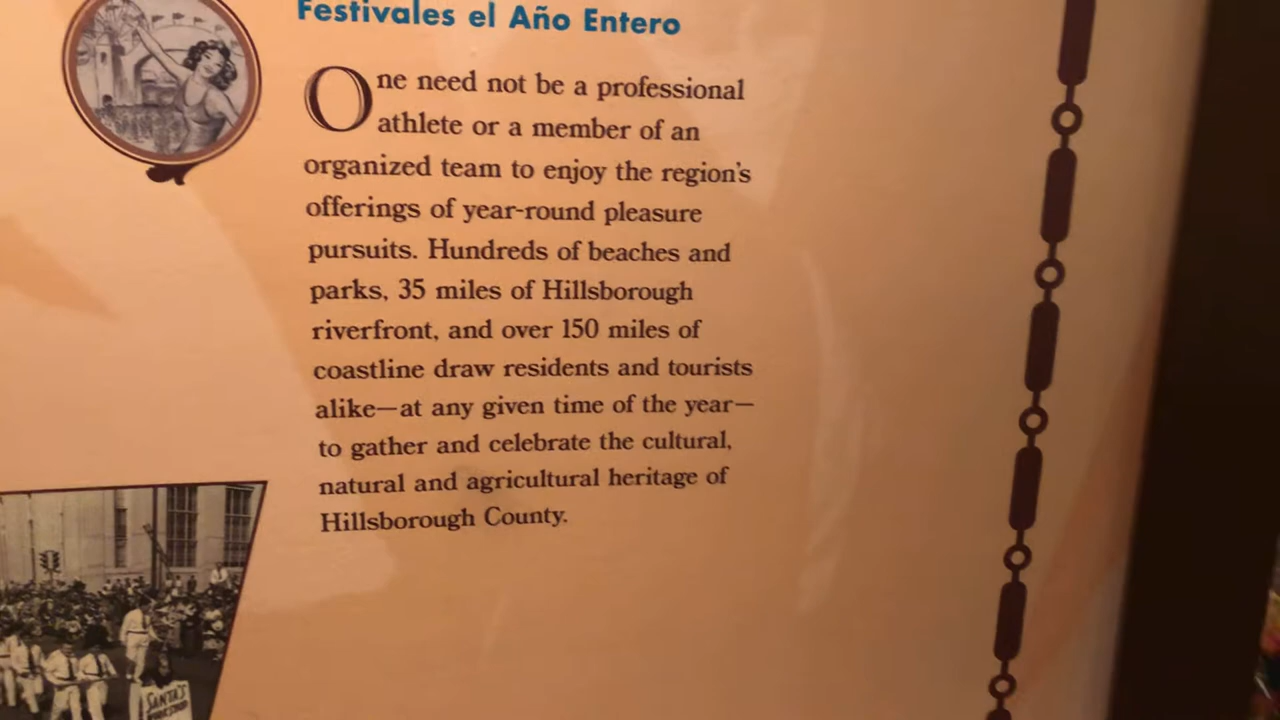 Festivales el Año Entero
One need not be a professional
athlete or a member of an
organized team to enjoy the region's
offerings of year-round pleasure
pursuits. Hundreds of beaches and
parks, 35 miles of Hillsborough
riverfront, and over 150 miles of
coastline draw residents and tourists
alike—at any given time of the year—
to gather and celebrate the cultural,
natural and agricultural heritage of
Hillsborough County.
SANTA'S